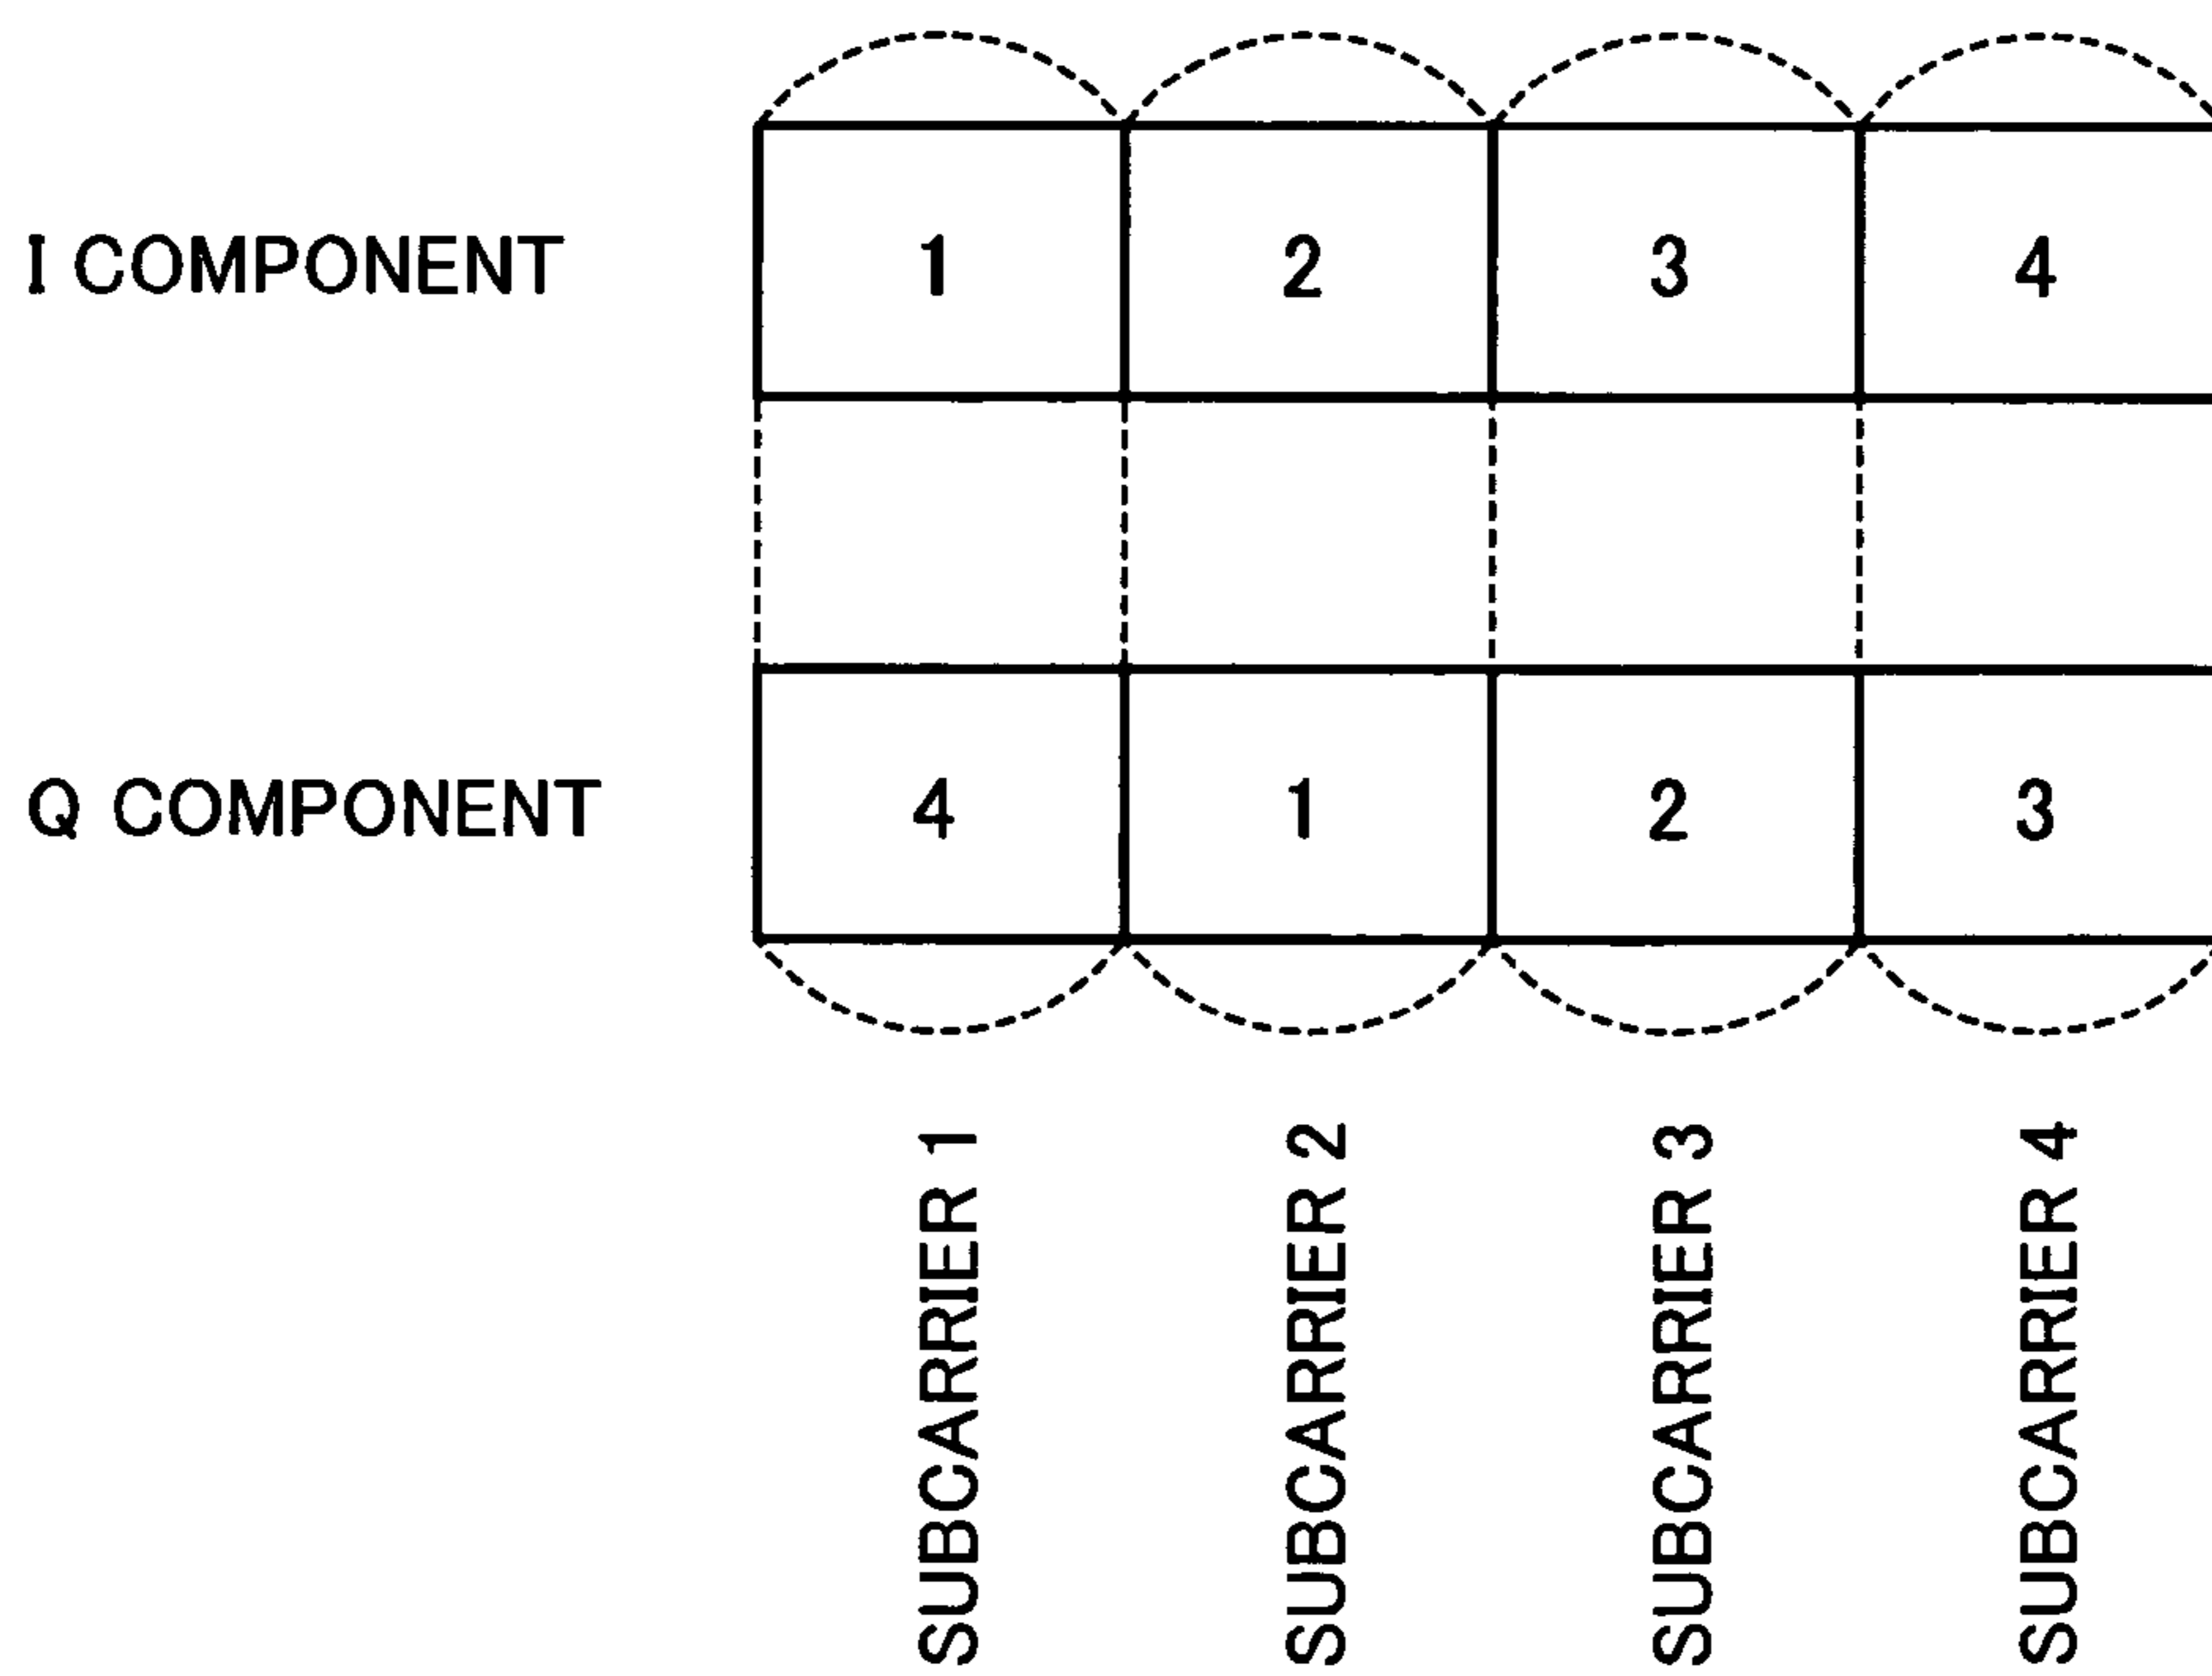 I COMPONENT 1 2 3 4
Q COMPONENT 4 1 2 3
SUBCARRIER 1
SUBCARRIER 2
SUBCARRIER 3
SUBCARRIER 4